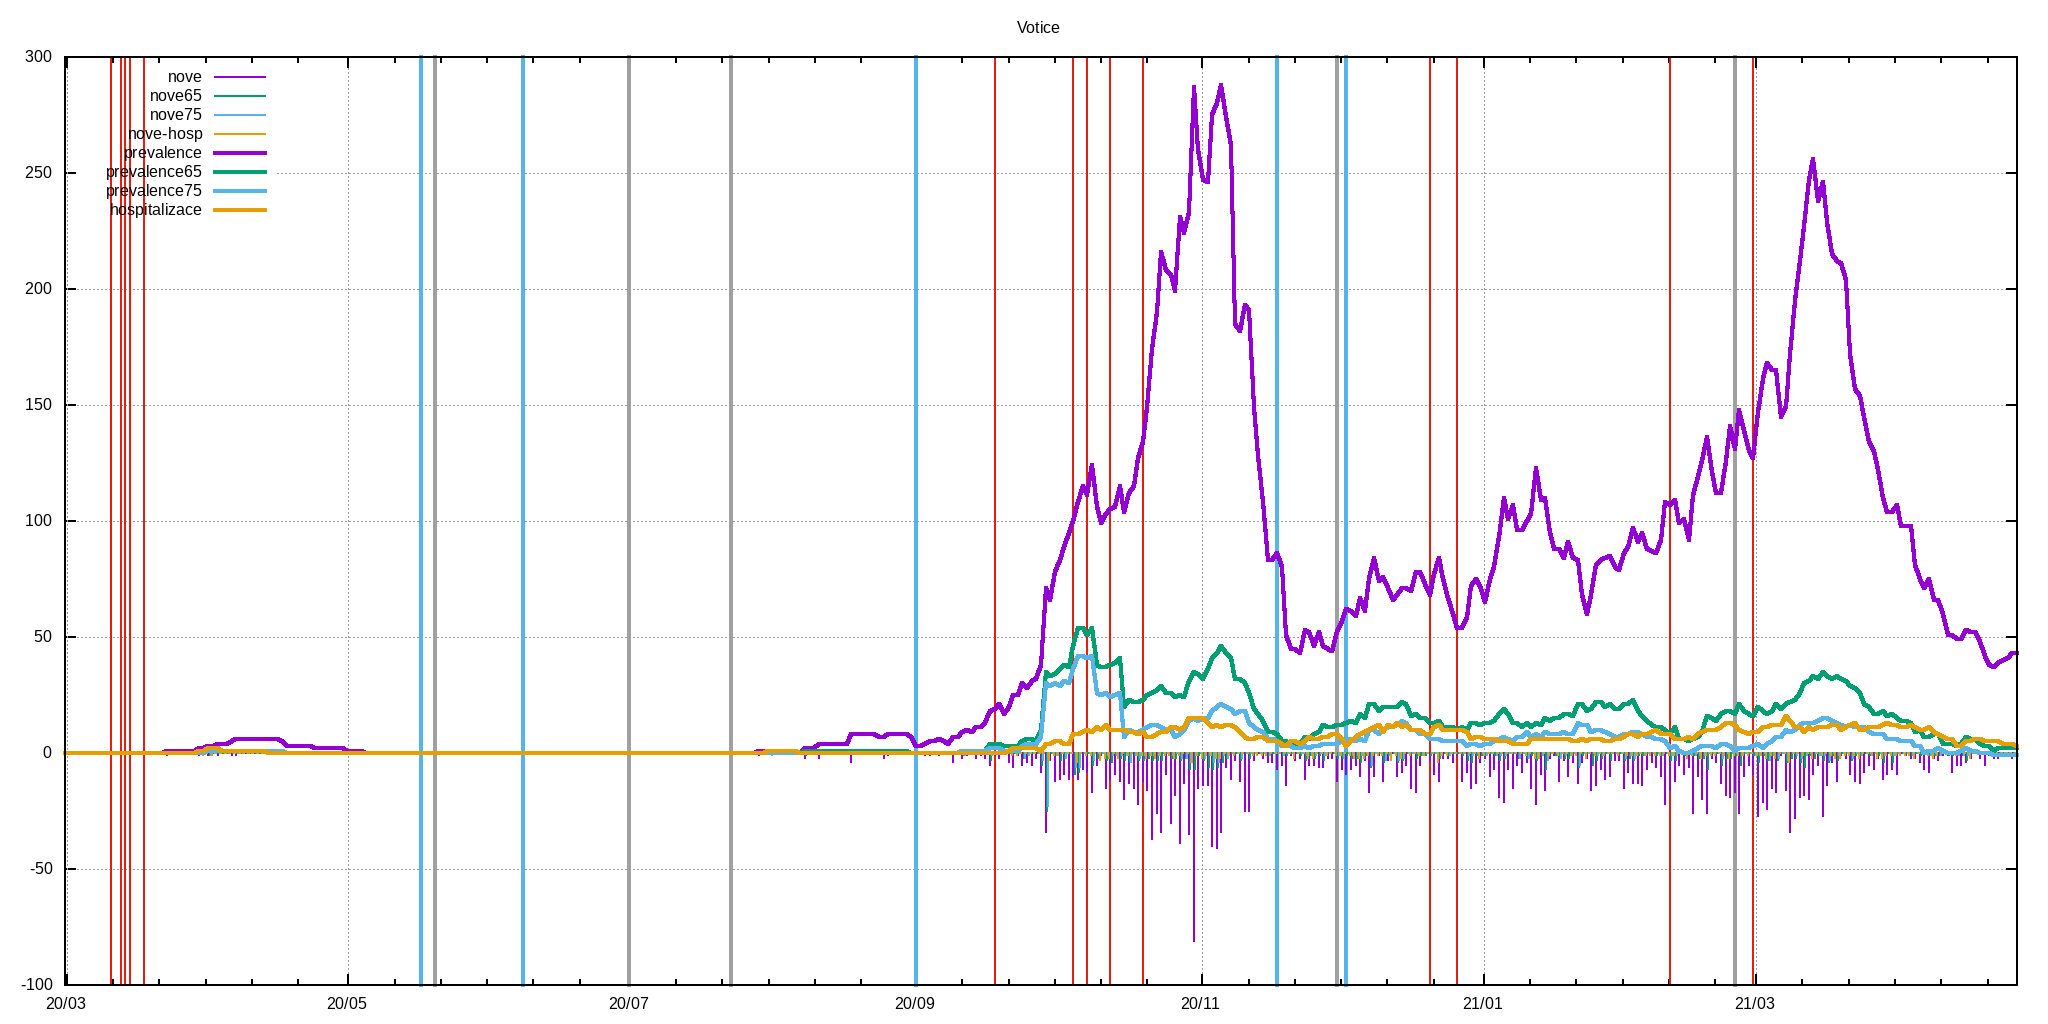 Votice
300
250
200
150
100
50
0
-50
-100
nove
nove65
nove75
nove-hosp
prevalence
prevalence65
prevalence75
hospitalizace
20/03 20/05 20/07 20/09 20/11 21/01 21/03